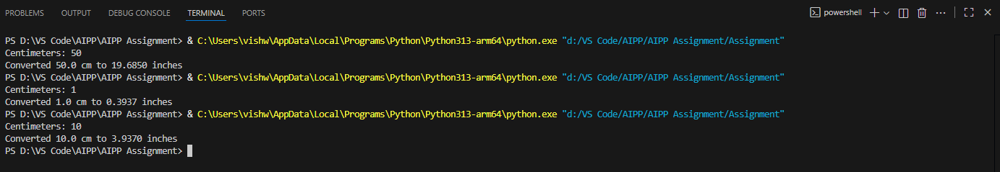 PROBLEMS OUTPUT DEBUG CONSOLE TERMINAL PORTS powershell
PS D:\VS Code\AIPP\AIPP Assignment> & C:\Users\vishw\AppData\Local\Programs\Python\Python313-arm64\python.exe "d:/VS Code/AIPP/AIPP Assignment/Assignment"
Centimeters: 50
Converted 50.0 cm to 19.6850 inches
PS D:\VS Code\AIPP\AIPP Assignment> & C:\Users\vishw\AppData\Local\Programs\Python\Python313-arm64\python.exe "d:/VS Code/AIPP/AIPP Assignment/Assignment"
Centimeters: 1
Converted 1.0 cm to 0.3937 inches
PS D:\VS Code\AIPP\AIPP Assignment> & C:\Users\vishw\AppData\Local\Programs\Python\Python313-arm64\python.exe "d:/VS Code/AIPP/AIPP Assignment/Assignment"
Centimeters: 10
Converted 10.0 cm to 3.9370 inches
PS D:\VS Code\AIPP\AIPP Assignment>